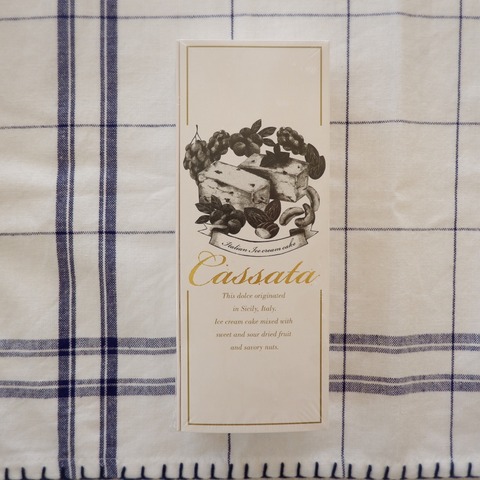 Italian Ice cream cake
Cassata
This dolce originated
in Sicily, Italy.
Ice cream cake mixed with
sweet and sour dried fruit
and savory nuts.